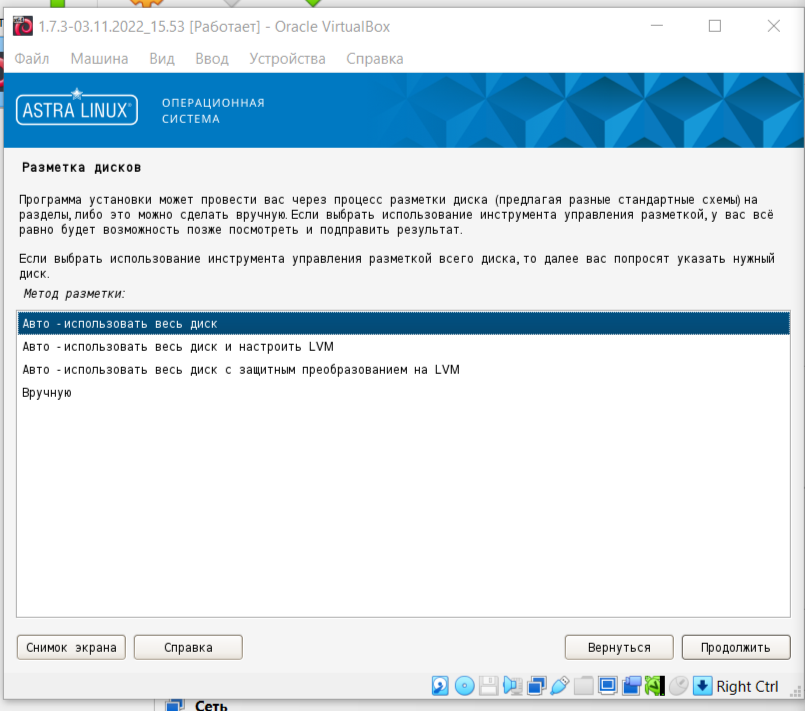 1.7.3-03.11.2022_15.53 [Работает] - Oracle VirtualBox
Файл Машина Вид Ввод Устройства Справка
ASTRA LINUX®
ОПЕРАЦИОННАЯ
СИСТЕМА
Разметка дисков
Программа установки может провести вас через процесс разметки диска (предлагая разные стандартные схемы) на
разделы, либо это можно сделать вручную. Если выбрать использование инструмента управления разметкой, у вас всё
равно будет возможность позже посмотреть и подправить результат.
Если выбрать использование инструмента управления разметкой всего диска, то далее вас попросят указать нужный
диск.
Метод разметки:
Авто - использовать весь диск
Авто - использовать весь диск и настроить LVM
Авто - использовать весь диск с защитным преобразованием на LVM
Вручную
Снимок экрана Справка Вернуться Продолжить
Right Ctrl
Сеть